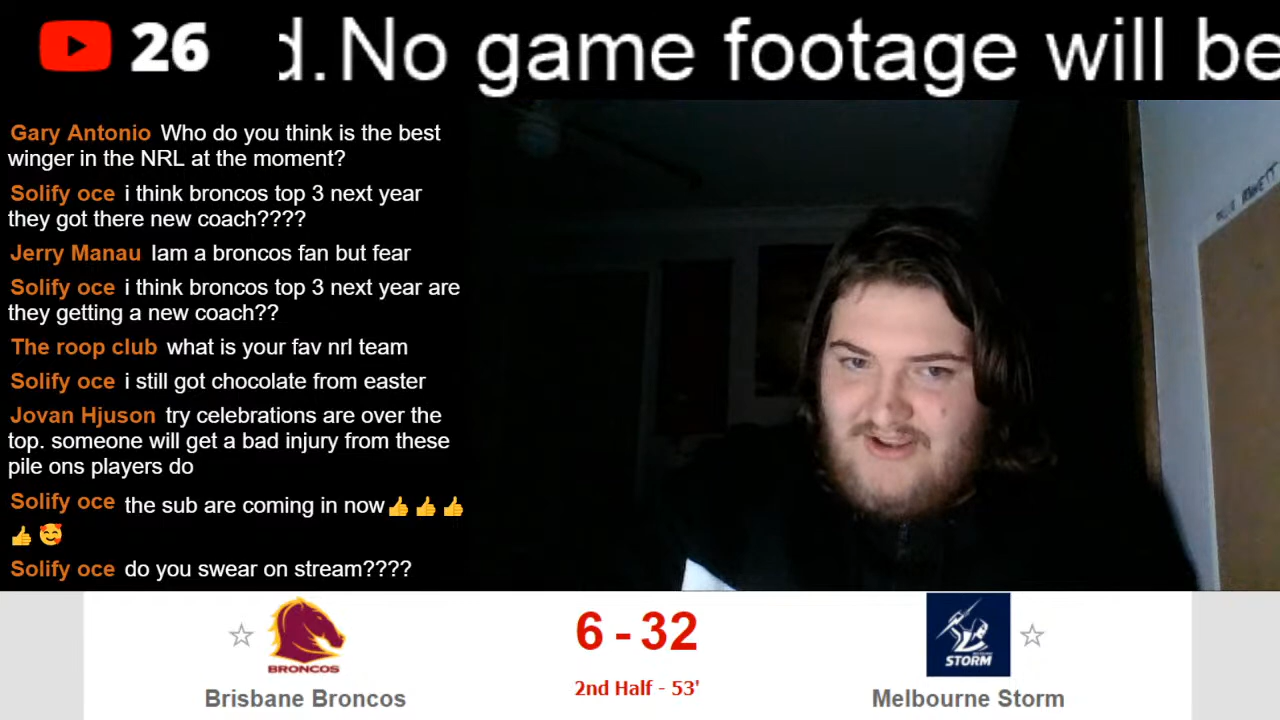 26
d.No game footage will be
Gary Antonio Who do you think is the best
winger in the NRL at the moment?
Solify oce i think broncos top 3 next year
they got there new coach????
Jerry Manau Iam a broncos fan but fear
Solify oce i think broncos top 3 next year are
they getting a new coach??
The roop club what is your fav nrl team
Solify oce i still got chocolate from easter
Jovan Hjuson try celebrations are over the
top. someone will get a bad injury from these
pile ons players do
Solify oce the sub are coming in now👍👍👍
👍🥰
Solify oce do you swear on stream????
BRONCOS
Brisbane Broncos
6 - 32
2nd Half - 53'
STORM
Melbourne Storm